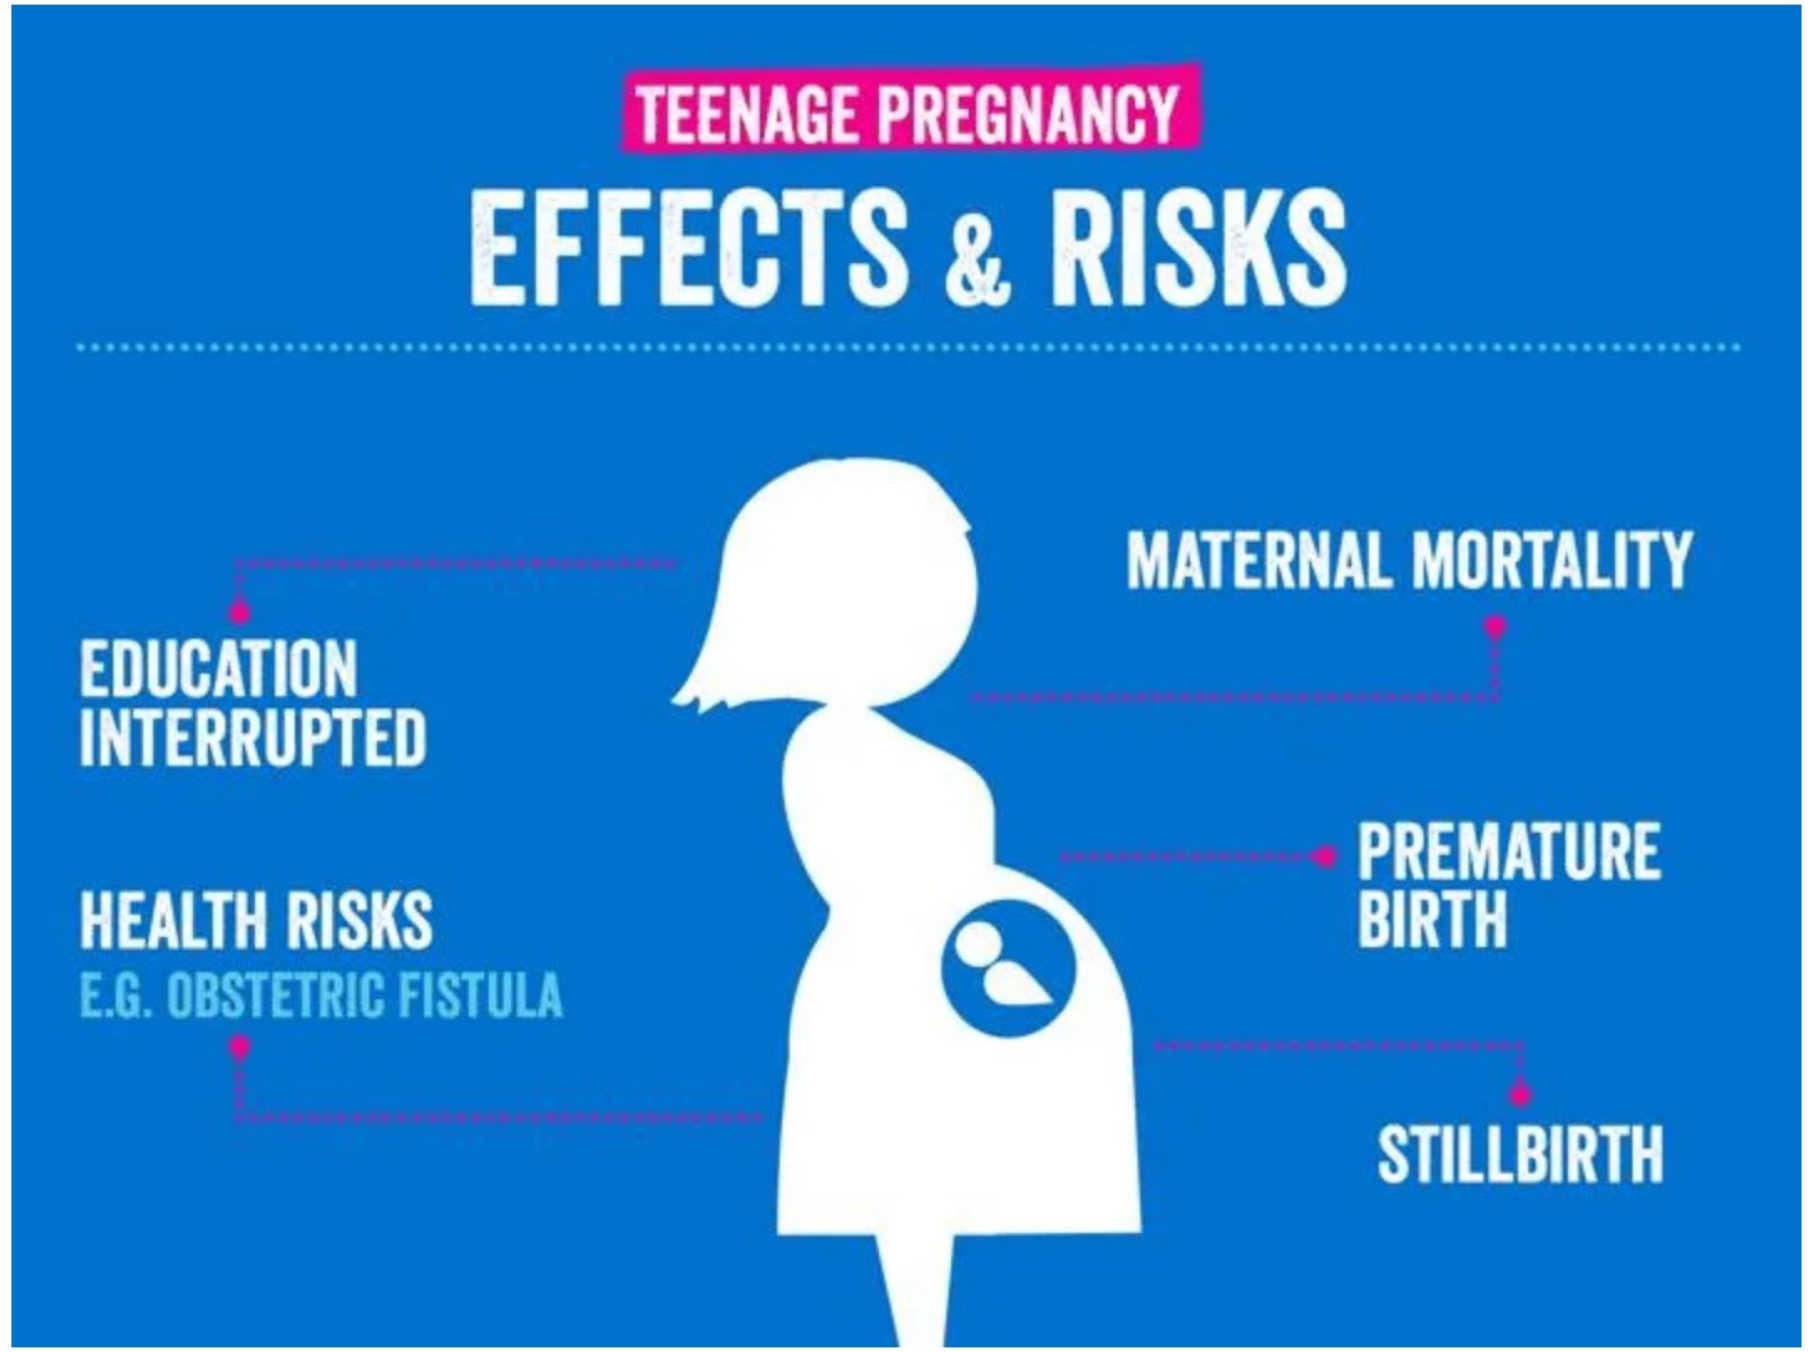 TEENAGE PREGNANCY
EFFECTS & RISKS
EDUCATION
INTERRUPTED
HEALTH RISKS
E.G. OBSTETRIC FISTULA
MATERNAL MORTALITY
PREMATURE
BIRTH
STILLBIRTH